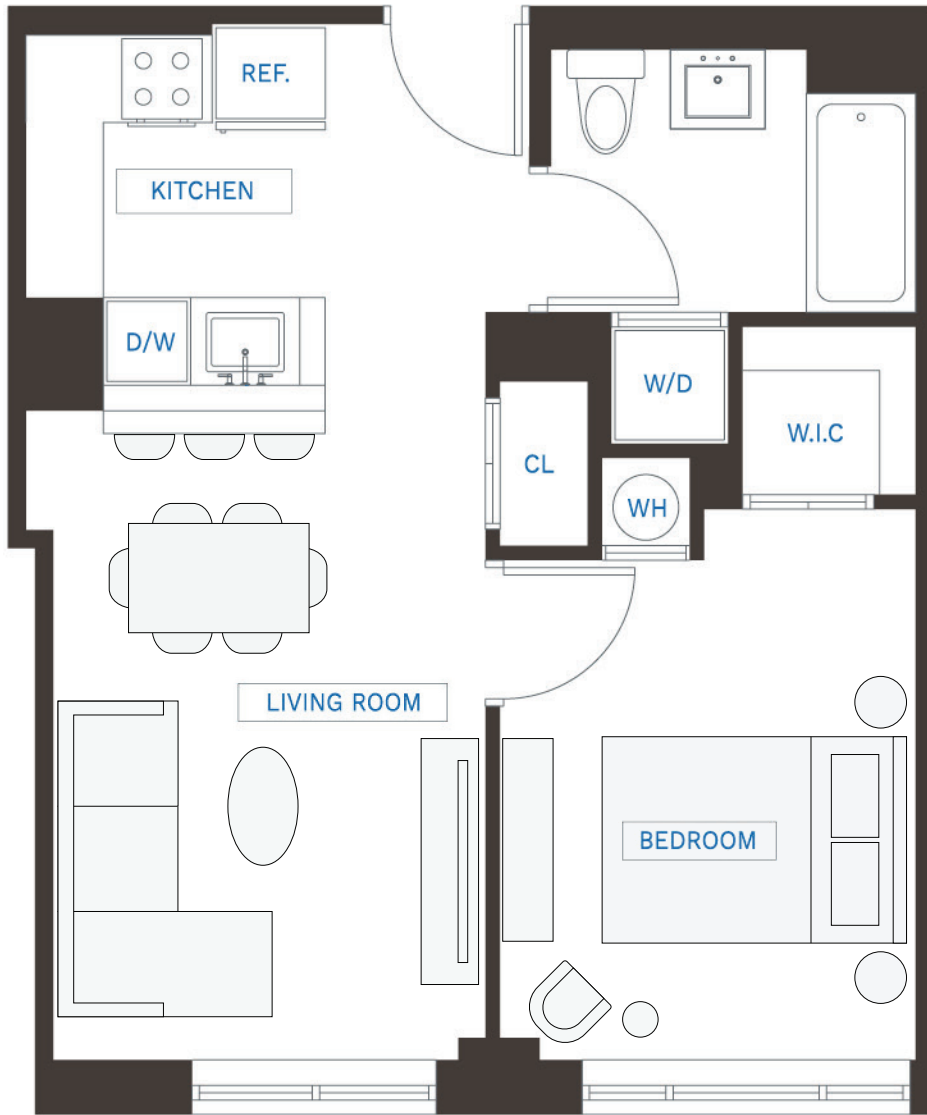 REF.
KITCHEN
D/W
W/D
W.I.C
CL
WH
LIVING ROOM
BEDROOM